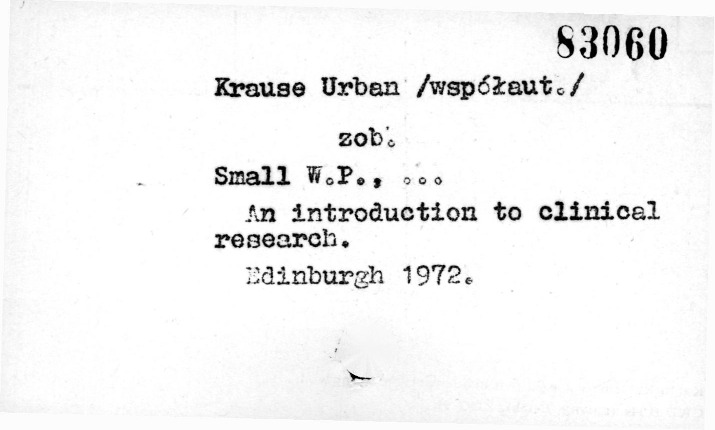 83060
Krause Urban /współaut./
zob.
Small W.P., ...
An introduction to clinical
research.
Edinburgh 1972.